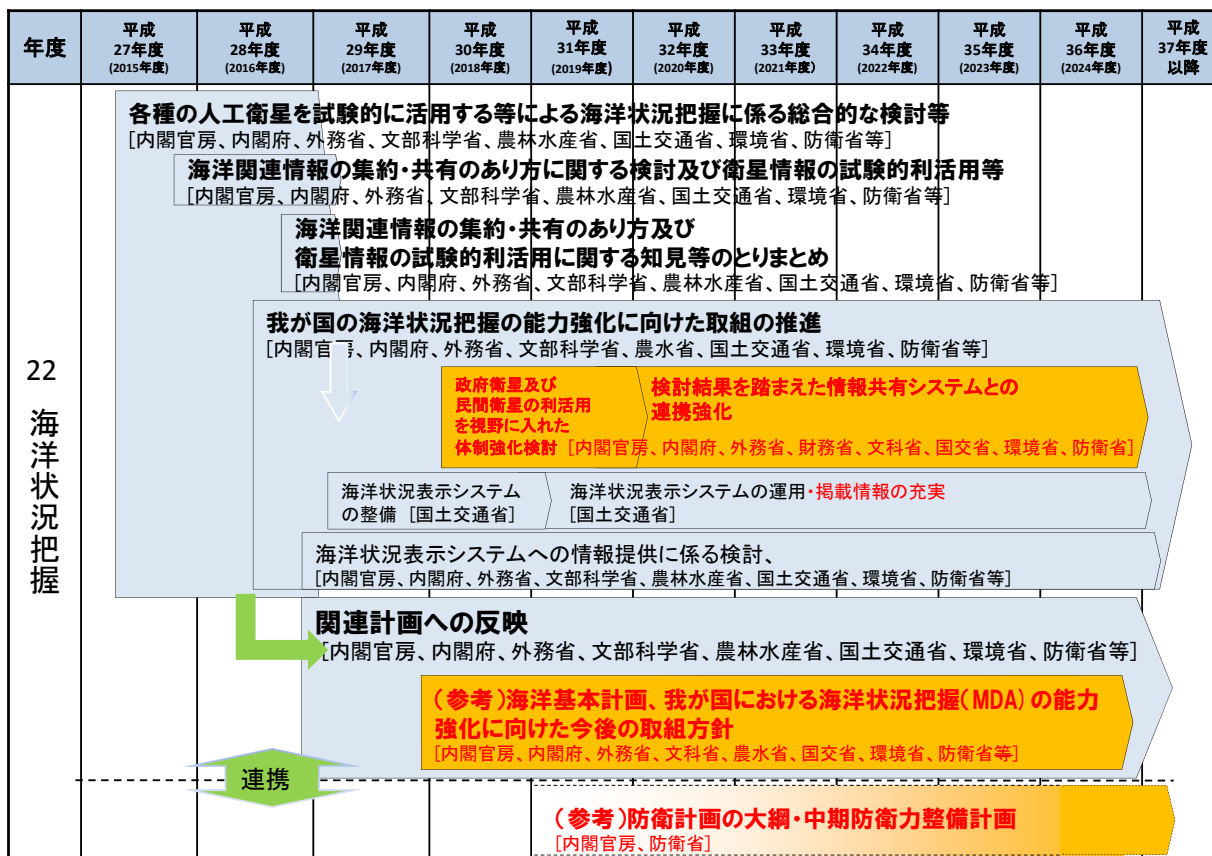 年度
平成
27年度
(2015年度)
平成
28年度
(2016年度)
平成
29年度
(2017年度)
平成
30年度
(2018年度)
平成
31年度
(2019年度)
平成
32年度
(2020年度)
平成
33年度
(2021年度)
平成
34年度
(2022年度)
平成
35年度
(2023年度)
平成
36年度
(2024年度)
平成
37年度
以降
22
海洋状況把握
各種の人工衛星を試験的に活用する等による海洋状況把握に係る総合的な検討等
[内閣官房、内閣府、外務省、文部科学省、農林水産省、国土交通省、環境省、防衛省等]
海洋関連情報の集約・共有のあり方に関する検討及び衛星情報の試験的利活用等
[内閣官房、内閣府、外務省、文部科学省、農林水産省、国土交通省、環境省、防衛省等]
海洋関連情報の集約・共有のあり方及び
衛星情報の試験的利活用に関する知見等のとりまとめ
[内閣官房、内閣府、外務省、文部科学省、農林水産省、国土交通省、環境省、防衛省等]
我が国の海洋状況把握の能力強化に向けた取組の推進
[内閣官房、内閣府、外務省、文部科学省、農水省、国土交通省、環境省、防衛省等]
政府衛星及び
民間衛星の利活用
を視野に入れた
体制強化検討
検討結果を踏まえた情報共有システムとの
連携強化
[内閣官房、内閣府、外務省、財務省、文科省、国交省、環境省、防衛省]
海洋状況表示システム
の整備 [国土交通省]
海洋状況表示システムの運用・掲載情報の充実
[国土交通省]
海洋状況表示システムへの情報提供に係る検討、
[内閣官房、内閣府、外務省、文部科学省、農林水産省、国土交通省、環境省、防衛省等]
関連計画への反映
[内閣官房、内閣府、外務省、文部科学省、農林水産省、国土交通省、環境省、防衛省等]
(参考)海洋基本計画、我が国における海洋状況把握(MDA)の能力
強化に向けた今後の取組方針
[内閣官房、内閣府、外務省、文科省、農水省、国交省、環境省、防衛省等]
連携
(参考)防衛計画の大綱・中期防衛力整備計画
[内閣官房、防衛省]